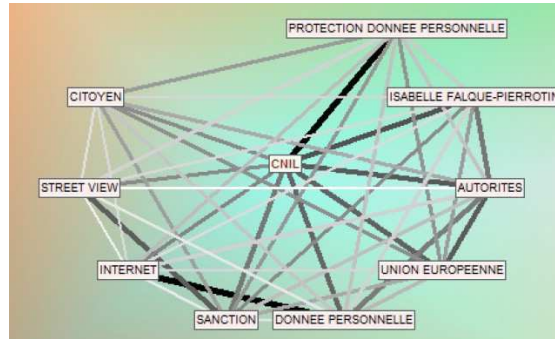 PROTECTION DONNEE PERSONNELLE
CITOYEN
ISABELLE FALQUE-PIERROTIN
CNIL
STREET VIEW
AUTORITES
INTERNET
UNION EUROPEENNE
SANCTION
DONNEE PERSONNELLE